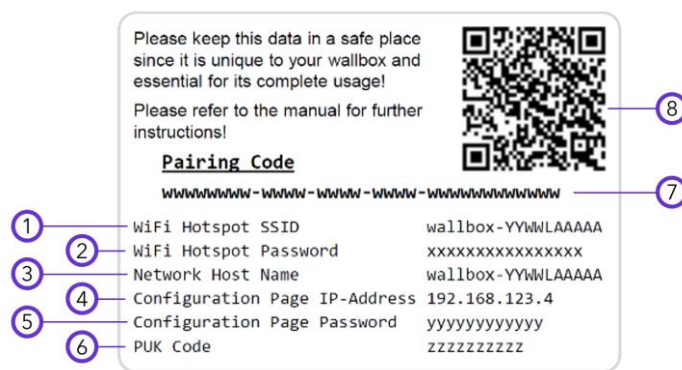 Please keep this data in a safe place
since it is unique to your wallbox and
essential for its complete usage!
Please refer to the manual for further
instructions!
8
Pairing Code
wwwwwwww-wwww-wwww-wwww-wwwwwwwwwwww
7
1 WiFi Hotspot SSID wallbox-YYWWLAAAAA
2 WiFi Hotspot Password xxxxxxxxxxxxxxxx
3 Network Host Name wallbox-YYWWLAAAAA
4 Configuration Page IP-Address 192.168.123.4
5 Configuration Page Password yyyyyyyyyyyy
6 PUK Code zzzzzzzzzz